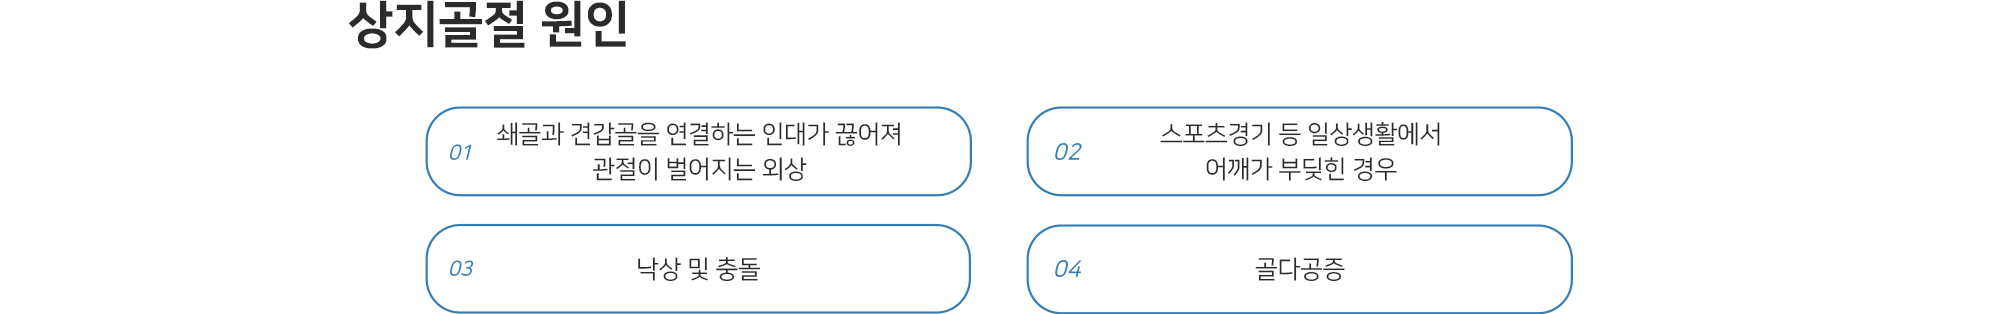 상지골절 원인
01
쇄골과 견갑골을 연결하는 인대가 끊어져
관절이 벌어지는 외상
02
스포츠경기 등 일상생활에서
어깨가 부딪힌 경우
03
낙상 및 충돌
04
골다공증